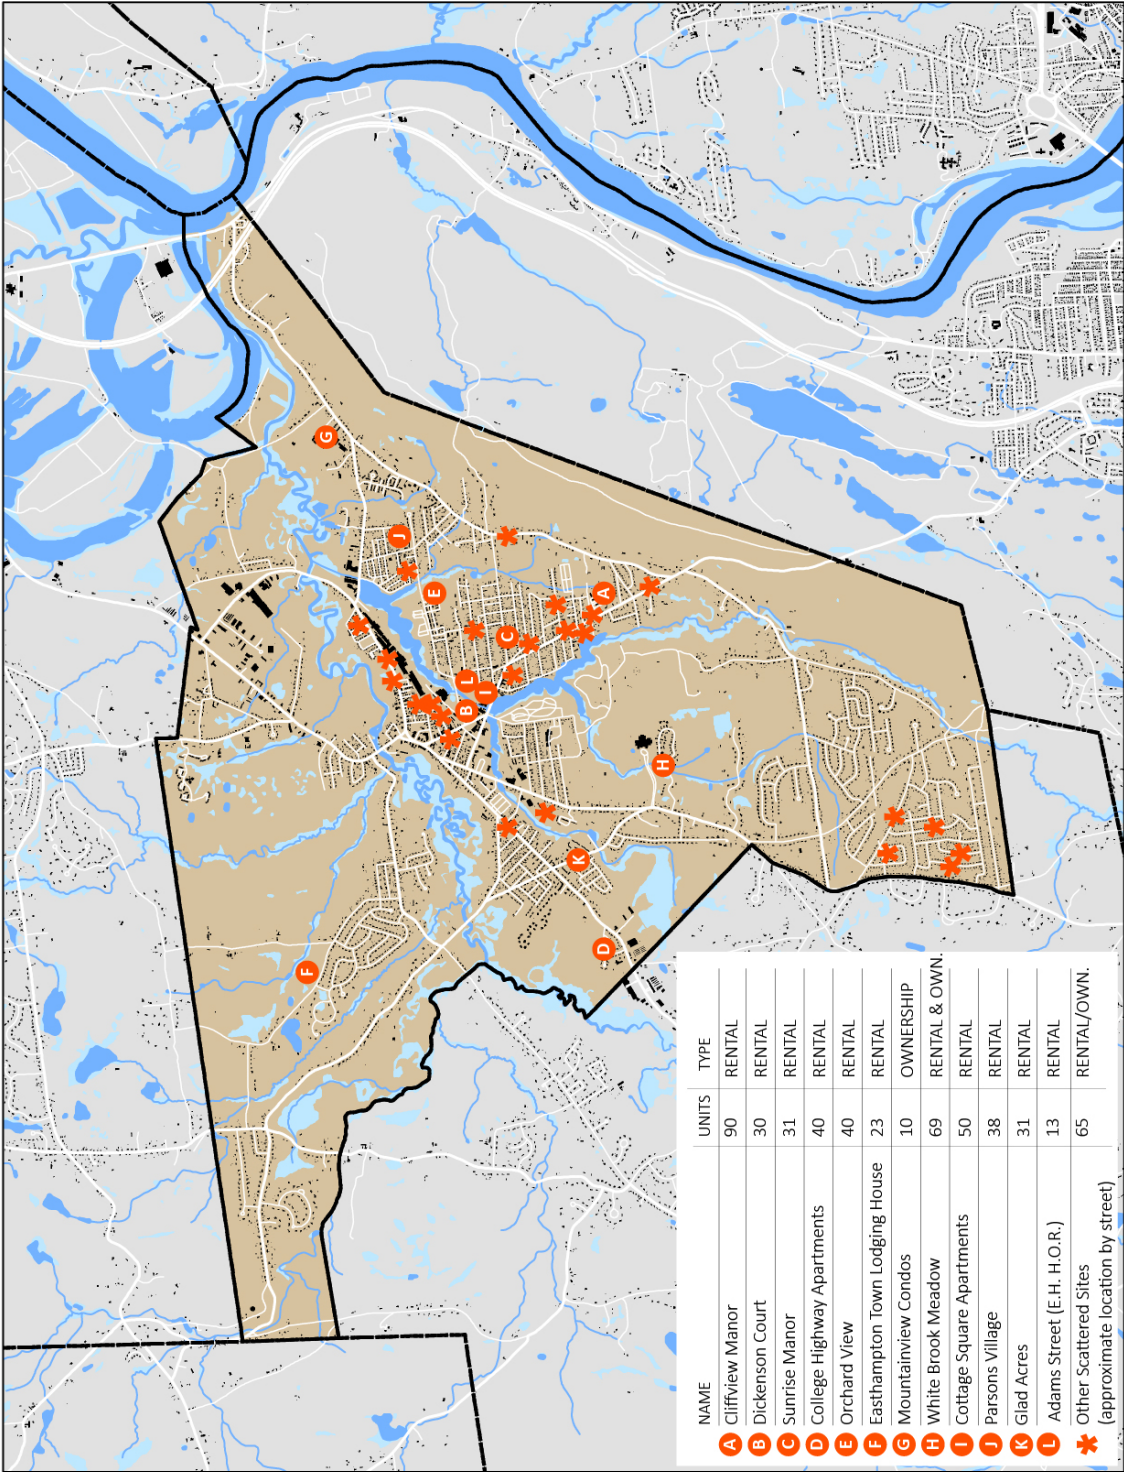 NAME UNITS TYPE
A Cliffview Manor 90 RENTAL
B Dickenson Court 30 RENTAL
C Sunrise Manor 31 RENTAL
D College Highway Apartments 40 RENTAL
E Orchard View 40 RENTAL
F Easthampton Town Lodging House 23 RENTAL
G Mountainview Condos 10 OWNERSHIP
H White Brook Meadow 69 RENTAL & OWN.
I Cottage Square Apartments 50 RENTAL
J Parsons Village 38 RENTAL
K Glad Acres 31 RENTAL
L Adams Street (E.H. H.O.R.) 13 RENTAL
Other Scattered Sites 65 RENTAL/OWN.
(approximate location by street)
F
D
K
H
B
I
L
C
A
E
J
G